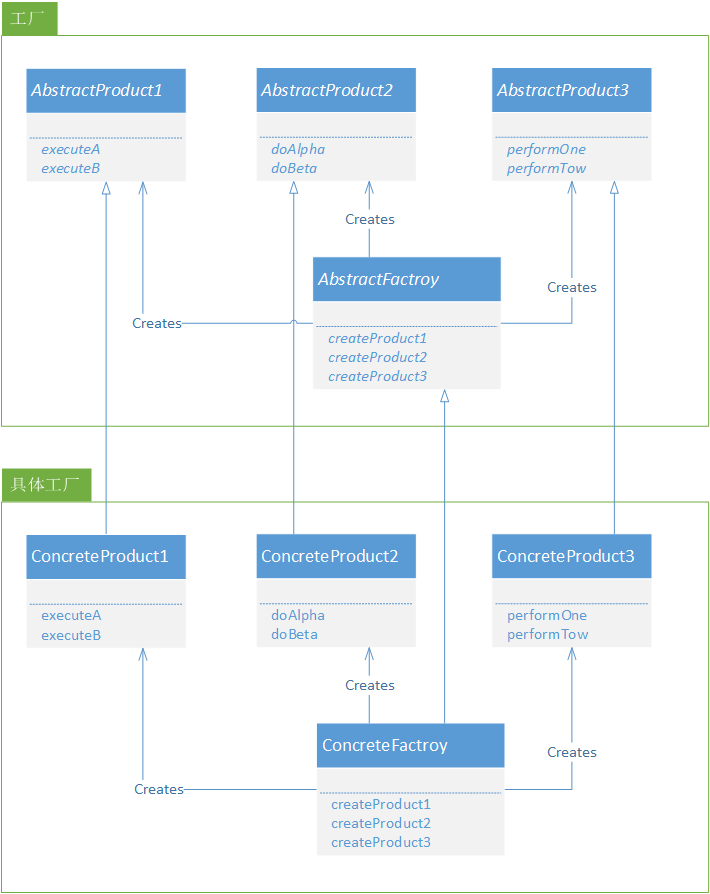 工厂
AbstractProduct1
executeA
executeB
AbstractProduct2
doAlpha
doBeta
AbstractProduct3
performOne
performTow
Creates
Creates
Creates
AbstractFactroy
createProduct1
createProduct2
createProduct3
具体工厂
ConcreteProduct1
executeA
executeB
ConcreteProduct2
doAlpha
doBeta
ConcreteProduct3
performOne
performTow
Creates
Creates
Creates
ConcreteFactroy
createProduct1
createProduct2
createProduct3